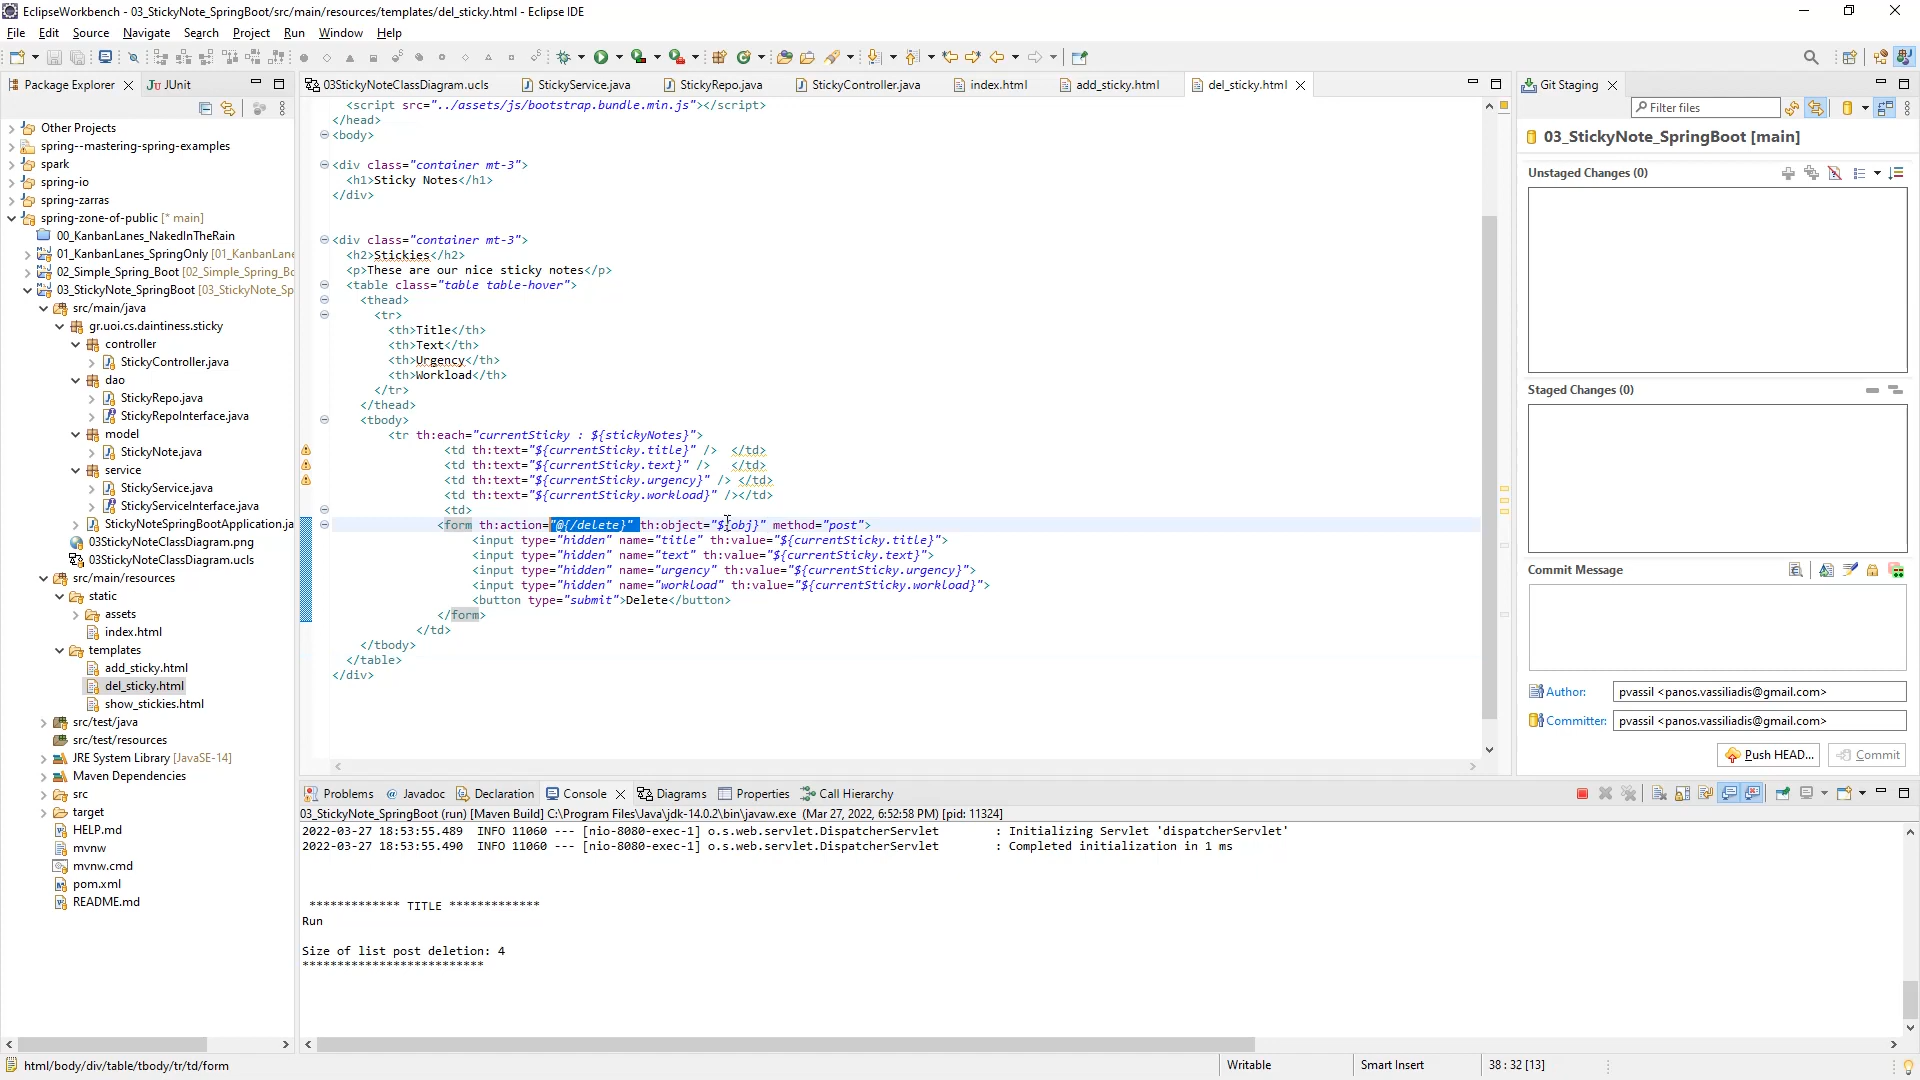 EclipseWorkbench - 03_StickyNote_SpringBoot/src/main/resources/templates/del_sticky.html - Eclipse IDE
File Edit Source Navigate Search Project Run Window Help
Package Explorer JUnit
Other Projects
spring--mastering-spring-examples
spark
spring-io
spring-zarras
spring-zone-of-public [* main]
00_KanbanLanes_NakedInTheRain
01_KanbanLanes_SpringOnly [01_KanbanLane
02_Simple_Spring_Boot [02_Simple_Spring_Bo
03_StickyNote_SpringBoot [03_StickyNote_Sp
src/main/java
gr.uoi.cs.daintiness.sticky
controller
StickyController.java
dao
StickyRepo.java
StickyRepoInterface.java
model
StickyNote.java
service
StickyService.java
StickyServiceInterface.java
StickyNoteSpringBootApplication.ja
03StickyNoteClassDiagram.png
03StickyNoteClassDiagram.ucls
src/main/resources
static
assets
index.html
templates
add_sticky.html
del_sticky.html
show_stickies.html
src/test/java
src/test/resources
JRE System Library [JavaSE-14]
Maven Dependencies
src
target
HELP.md
mvnw
mvnw.cmd
pom.xml
README.md
03StickyNoteClassDiagram.ucls StickyService.java StickyRepo.java StickyController.java index.html add_sticky.html del_sticky.html
<script src="../assets/js/bootstrap.bundle.min.js"></script>
</head>
<body>
<div class="container mt-3">
<h1>Sticky Notes</h1>
</div>
<div class="container mt-3">
<h2>Stickies</h2>
<p>These are our nice sticky notes</p>
<table class="table table-hover">
<thead>
<tr>
<th>Title</th>
<th>Text</th>
<th>Urgency</th>
<th>Workload</th>
</tr>
</thead>
<tbody>
<tr th:each="currentSticky : ${stickyNotes}">
<td th:text="${currentSticky.title}" /> </td>
<td th:text="${currentSticky.text}" /> </td>
<td th:text="${currentSticky.urgency}" /> </td>
<td th:text="${currentSticky.workload}" /></td>
<td>
<form th:action="@{/delete}" th:object="${obj}" method="post">
<input type="hidden" name="title" th:value="${currentSticky.title}">
<input type="hidden" name="text" th:value="${currentSticky.text}">
<input type="hidden" name="urgency" th:value="${currentSticky.urgency}">
<input type="hidden" name="workload" th:value="${currentSticky.workload}">
<button type="submit">Delete</button>
</form>
</td>
</tbody>
</table>
</div>
Git Staging
Filter files
03_StickyNote_SpringBoot [main]
Unstaged Changes (0)
Staged Changes (0)
Commit Message
Author: pvassil <panos.vassiliadis@gmail.com>
Committer: pvassil <panos.vassiliadis@gmail.com>
Push HEAD... Commit
Problems Javadoc Declaration Console Diagrams Properties Call Hierarchy
03_StickyNote_SpringBoot (run) [Maven Build] C:\Program Files\Java\jdk-14.0.2\bin\javaw.exe (Mar 27, 2022, 6:52:58 PM) [pid: 11324]
2022-03-27 18:53:55.489 INFO 11060 --- [nio-8080-exec-1] o.s.web.servlet.DispatcherServlet : Initializing Servlet 'dispatcherServlet'
2022-03-27 18:53:55.490 INFO 11060 --- [nio-8080-exec-1] o.s.web.servlet.DispatcherServlet : Completed initialization in 1 ms
************* TITLE *************
Run
Size of list post deletion: 4
**************************
html/body/div/table/tbody/tr/td/form Writable Smart Insert 38 : 32 [13]